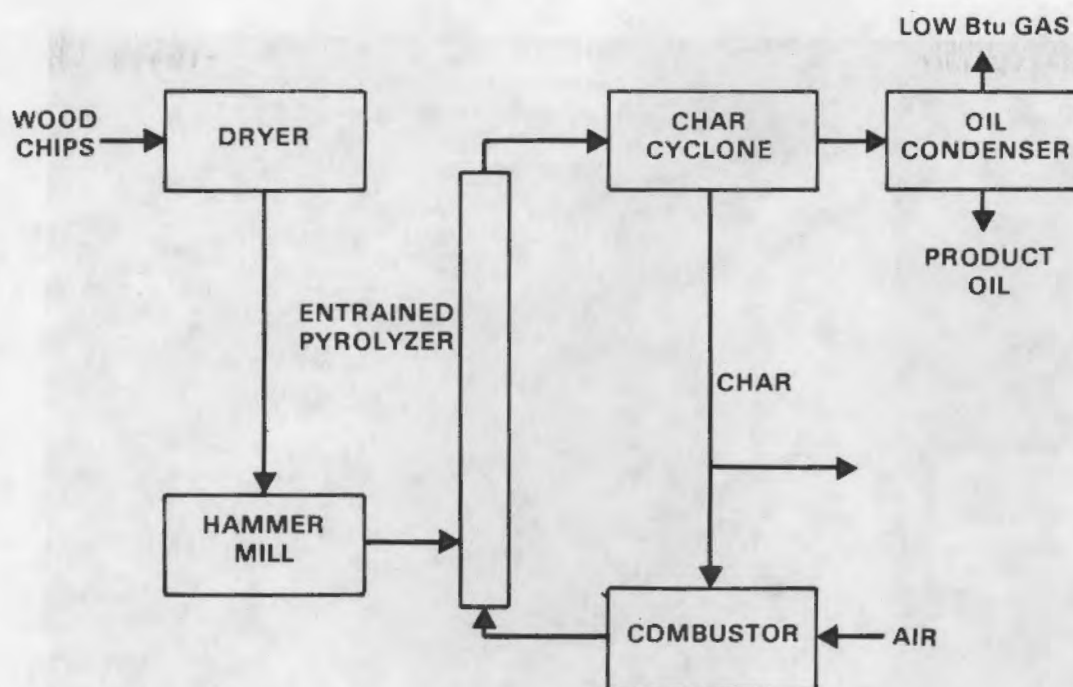 LOW Btu GAS
WOOD
CHIPS
DRYER
CHAR
CYCLONE
OIL
CONDENSER
PRODUCT
OIL
ENTRAINED
PYROLYZER
CHAR
HAMMER
MILL
COMBUSTOR
AIR